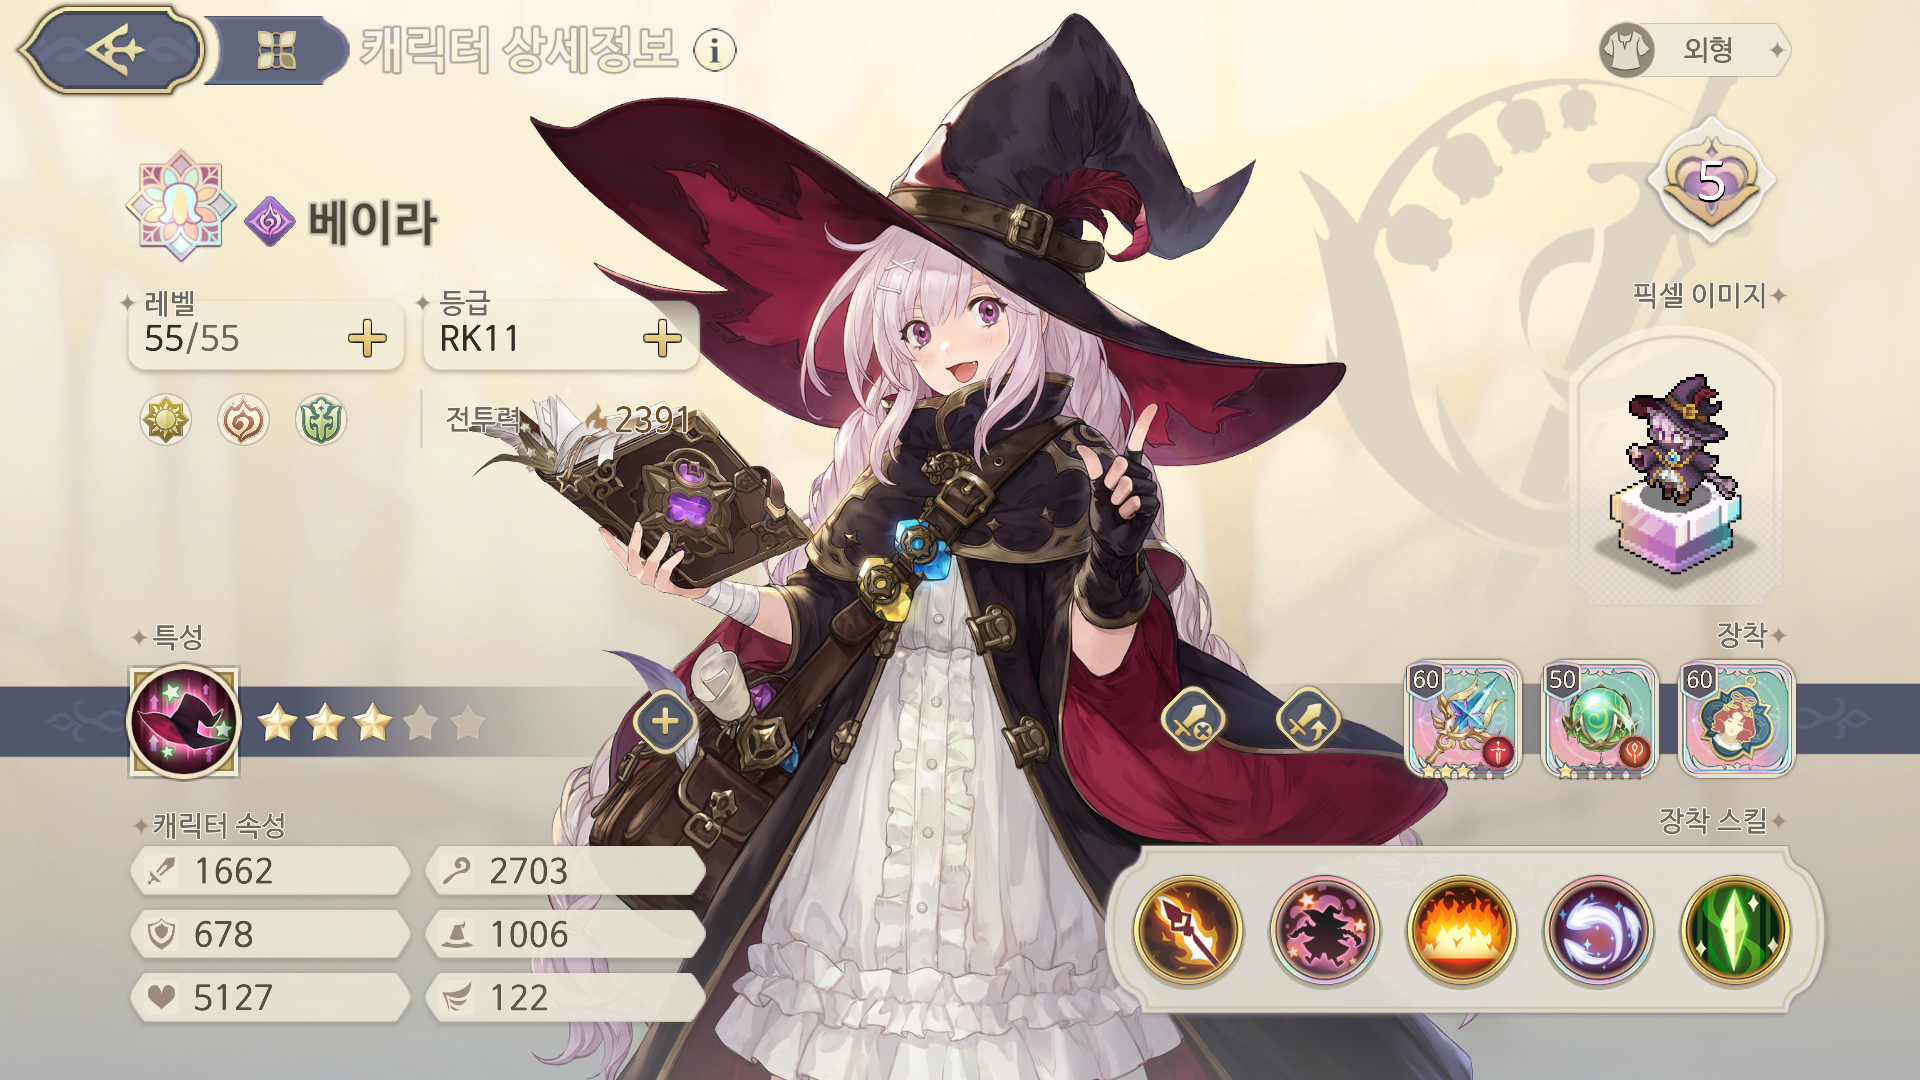 캐릭터 상세정보 i
외형
5
베이라
레벨
55/55
등급
RK11
전투력 2391
픽셀 이미지
특성
장착
60 50 60
캐릭터 속성
장착 스킬
1662 2703
678 1006
5127 122